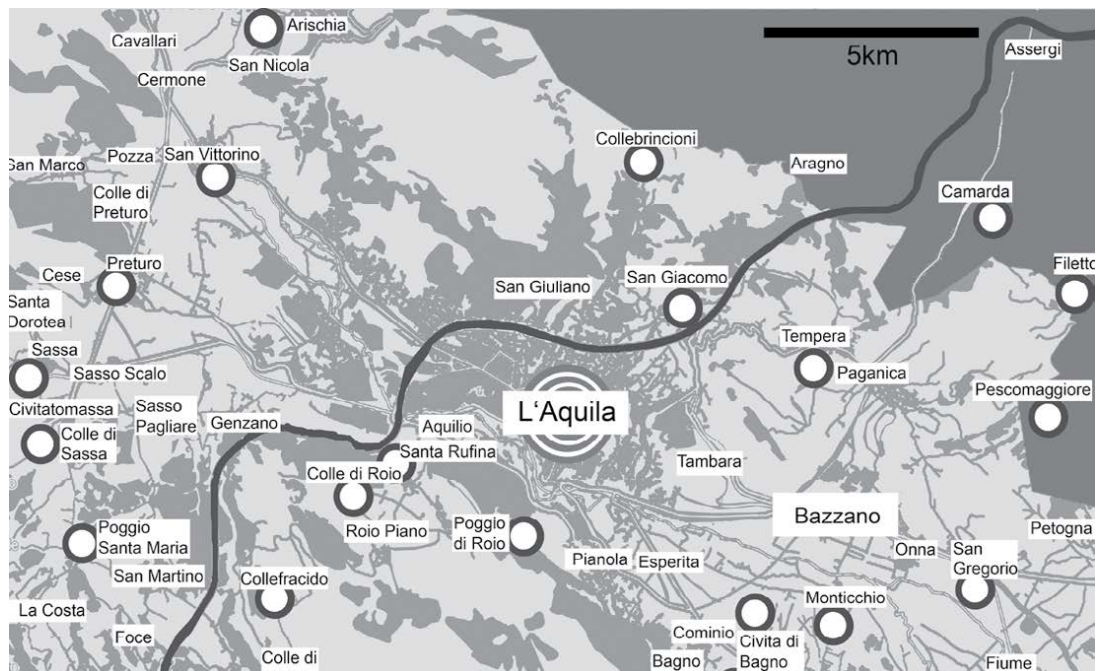 Cavallari
Arischia
Assergi
5km
San Nicola
Cermone
Collebrincioni
Pozza
San Vittorino
San Marco
Aragno
Colle di
Preturo
Camarda
Cese
Preturo
San Giuliano
San Giacomo
Filetto
Santa
Dorotea
Tempera
Sassa
Sasso Scalo
Paganica
Pescomaggiore
L'Aquila
Civitatomassa
Sasso
Pagliare
Genzano
Aquilio
Colle di
Sassa
Santa Rufina
Tambara
Colle di Roio
Bazzano
Poggio
Santa Maria
Roio Piano
Poggio
di Roio
Petogna
Onna
San
Gregorio
Pianola
Esperita
San Martino
Collefracido
Monticchio
La Costa
Foce
Cominio
Civita di
Bagno
Colle di
Bagno
Fiume